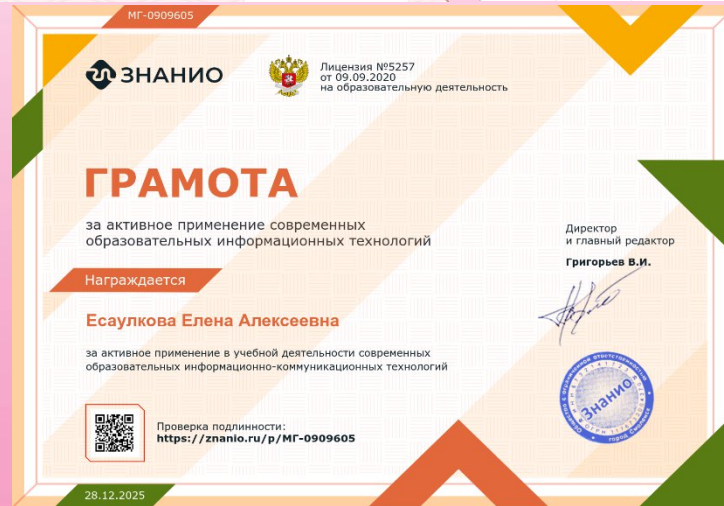 МГ-0909605
ЗНАНИО
Лицензия №5257
от 09.09.2020
на образовательную деятельность
ГРАМОТА
за активное применение современных
образовательных информационных технологий
Директор
и главный редактор
Григорьев В.И.
Награждается
Есаулкова Елена Алексеевна
за активное применение в учебной деятельности современных
образовательных информационно-коммуникационных технологий
Знанио
город Смоленск
Проверка подлинности:
https://znanio.ru/p/МГ-0909605
28.12.2025